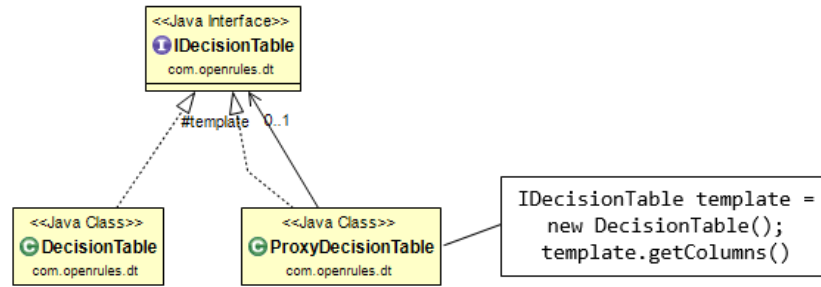 <<Java Interface>>
I IDecisionTable
com.openrules.dt
#template 0..1
<<Java Class>>
C DecisionTable
com.openrules.dt
<<Java Class>>
C ProxyDecisionTable
com.openrules.dt
IDecisionTable template =
new DecisionTable();
template.getColumns()